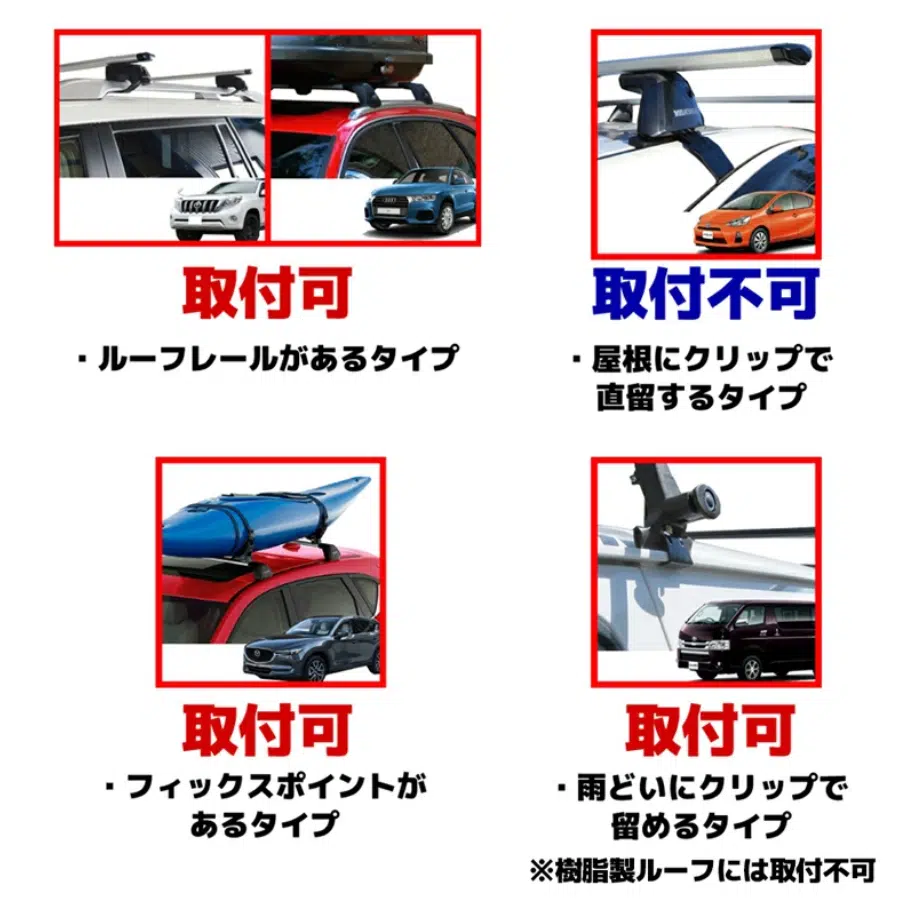 取付可
・ルーフレールがあるタイプ
取付不可
・屋根にクリップで
直留するタイプ
取付可
・フィックスポイントが
あるタイプ
取付可
・雨どいにクリップで
留めるタイプ
※樹脂製ルーフには取付不可